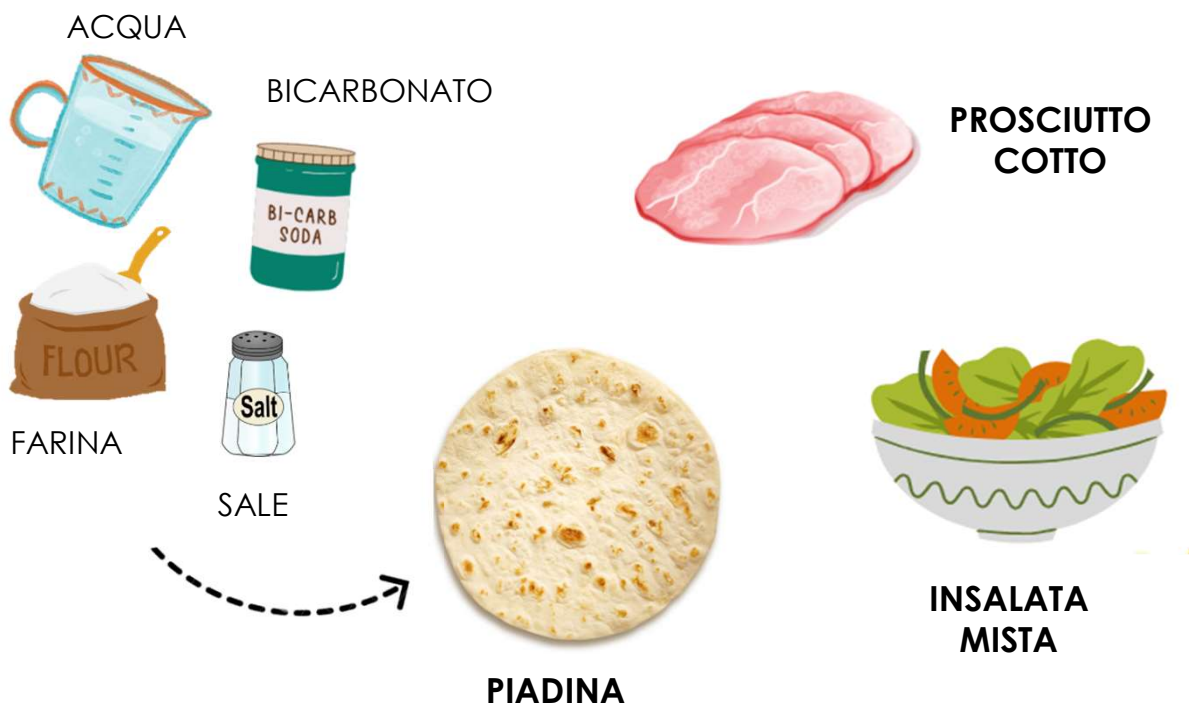 ACQUA
BICARBONATO
BI-CARB
SODA
PROSCIUTTO
COTTO
FLOUR
Salt
FARINA
SALE
INSALATA
MISTA
PIADINA